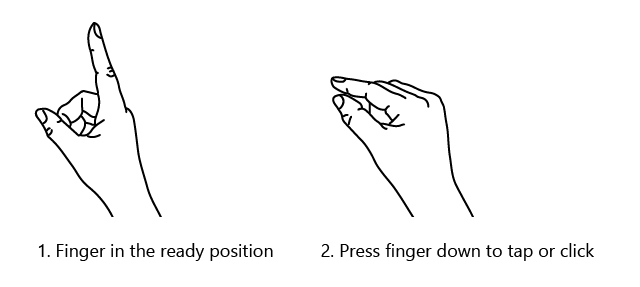 1. Finger in the ready position
2. Press finger down to tap or click